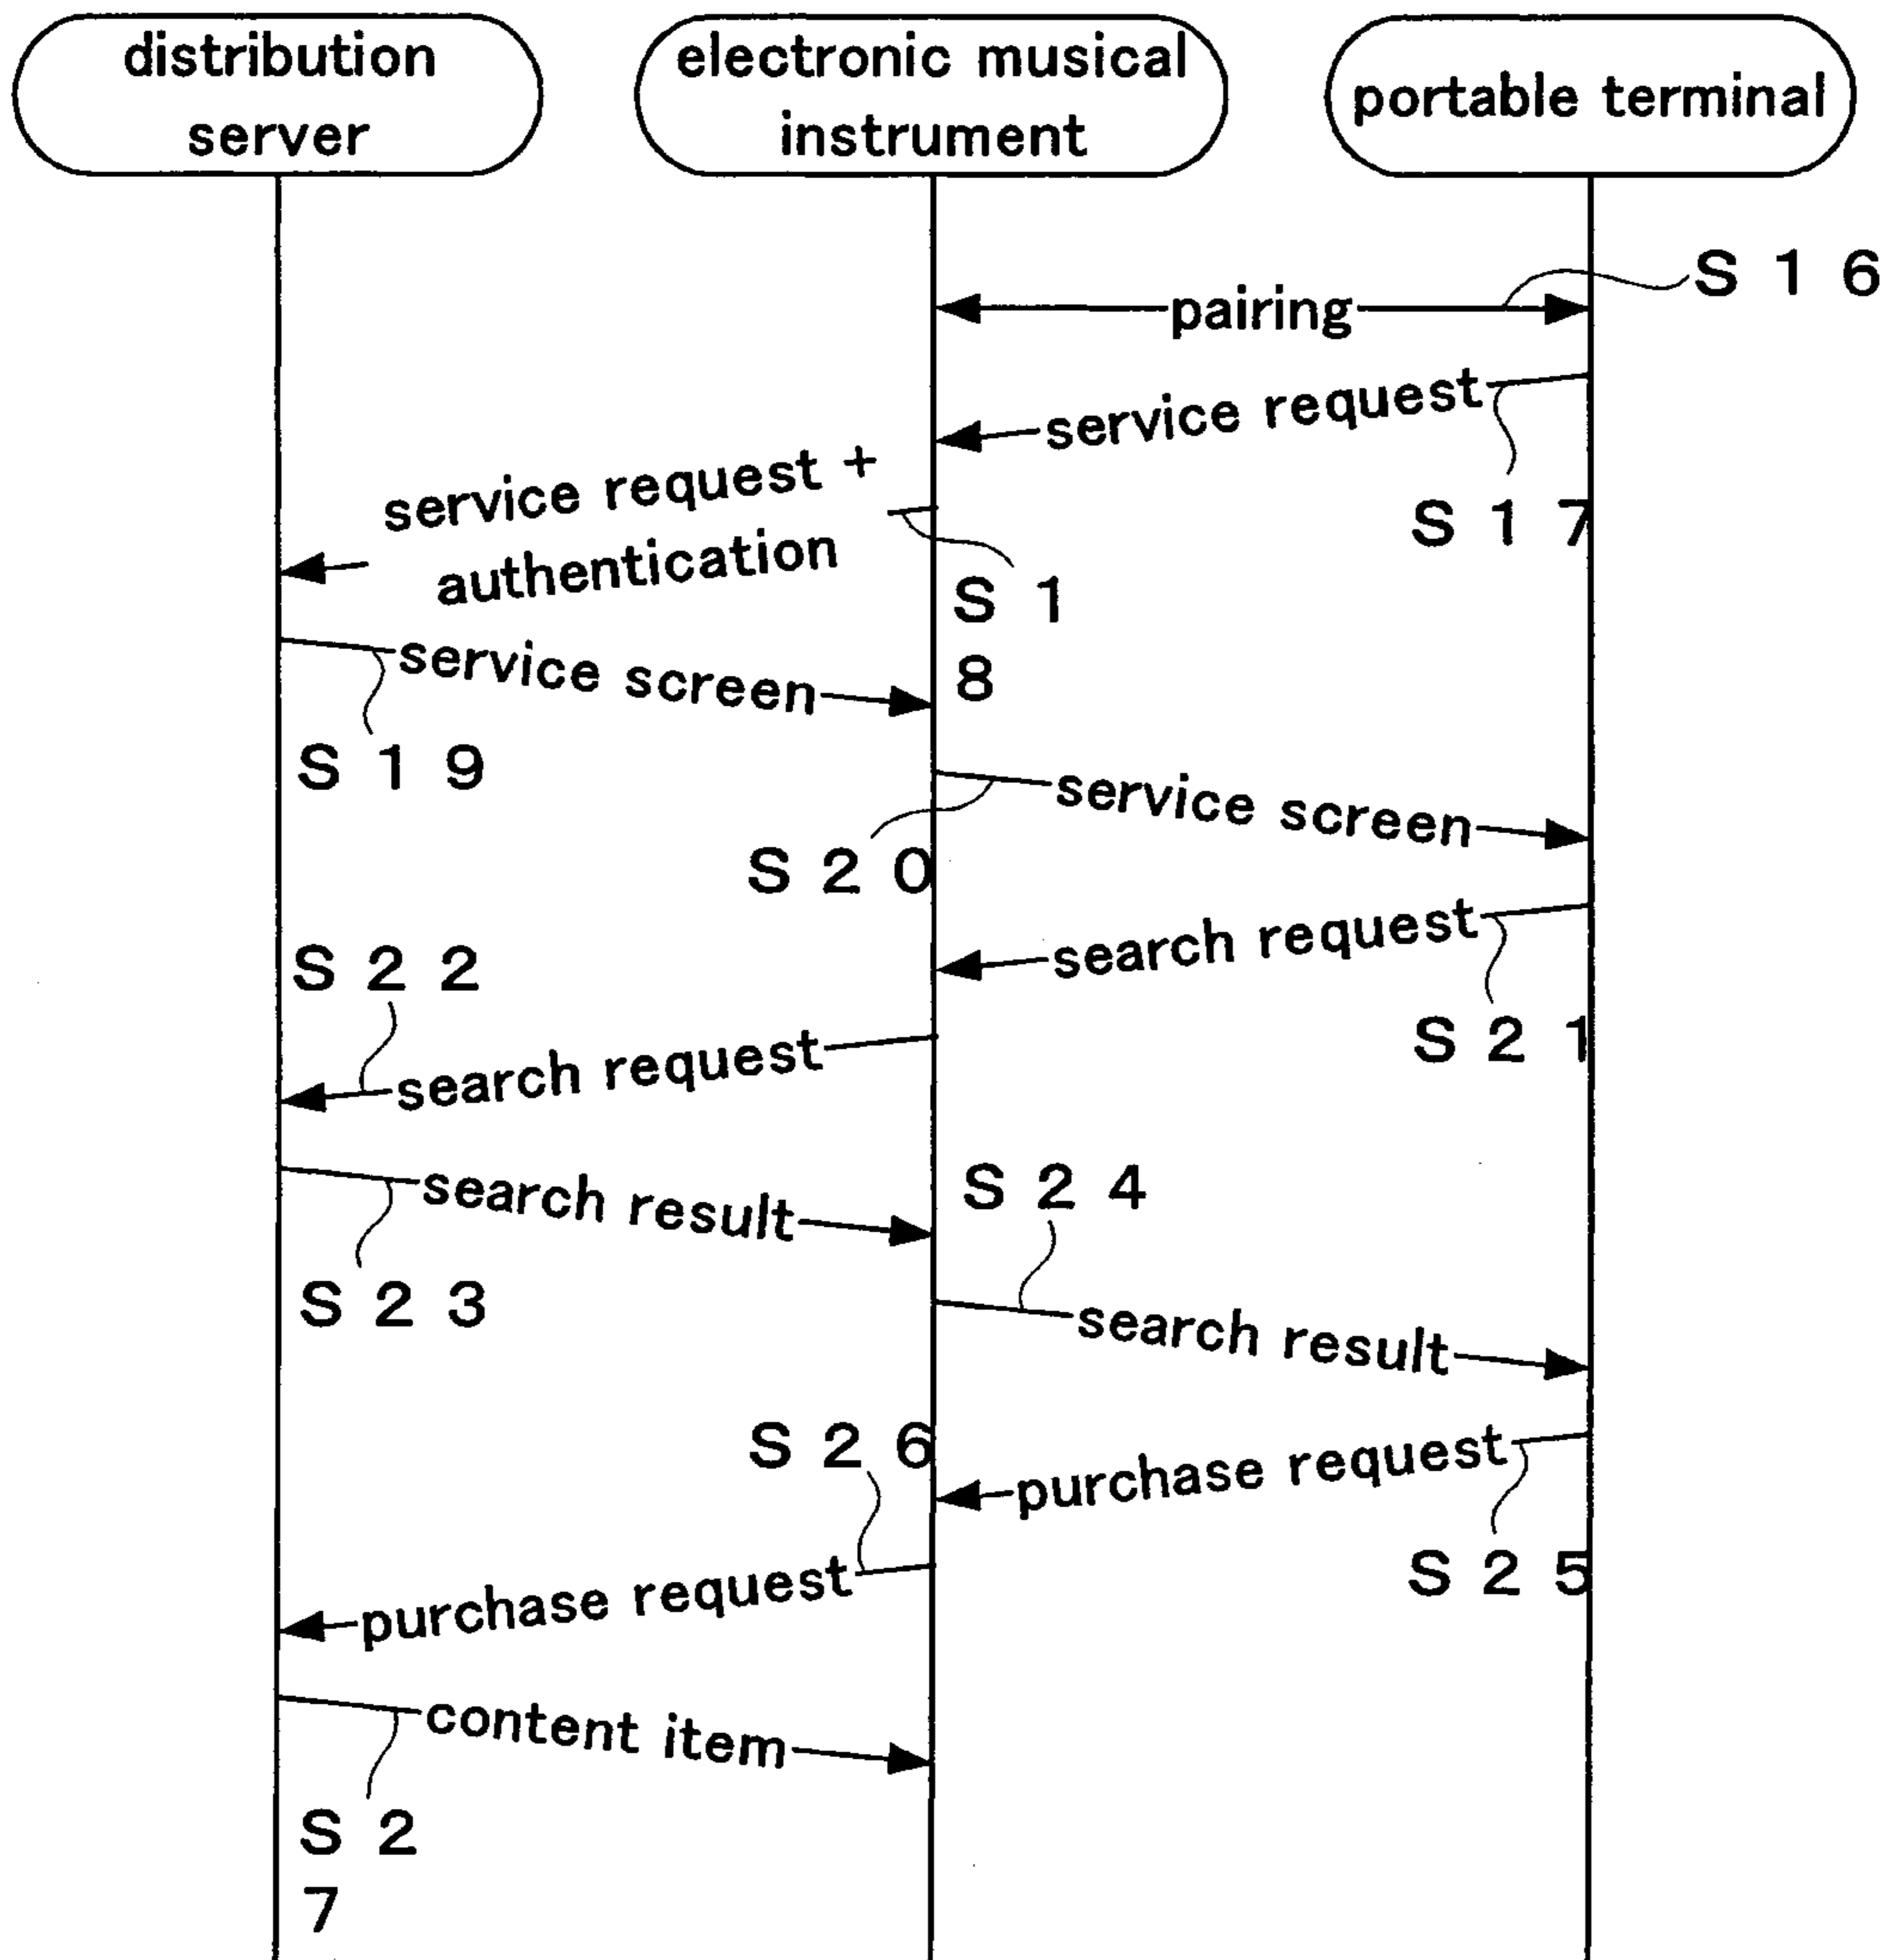 distribution
server
electronic musical
instrument
portable terminal
S 1 6
pairing
service request
S 1 7
service request +
authentication
S 1
8
service screen
S 1 9
service screen
S 2 0
search request
S 2 1
S 2 2
search request
search result
S 2 3
S 2 4
search result
purchase request
S 2 5
S 2 6
purchase request
content item
S 2
7